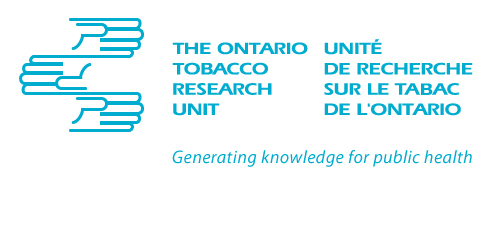 THE ONTARIO
TOBACCO
RESEARCH
UNIT
UNITÉ
DE RECHERCHE
SUR LE TABAC
DE L'ONTARIO
Generating knowledge for public health